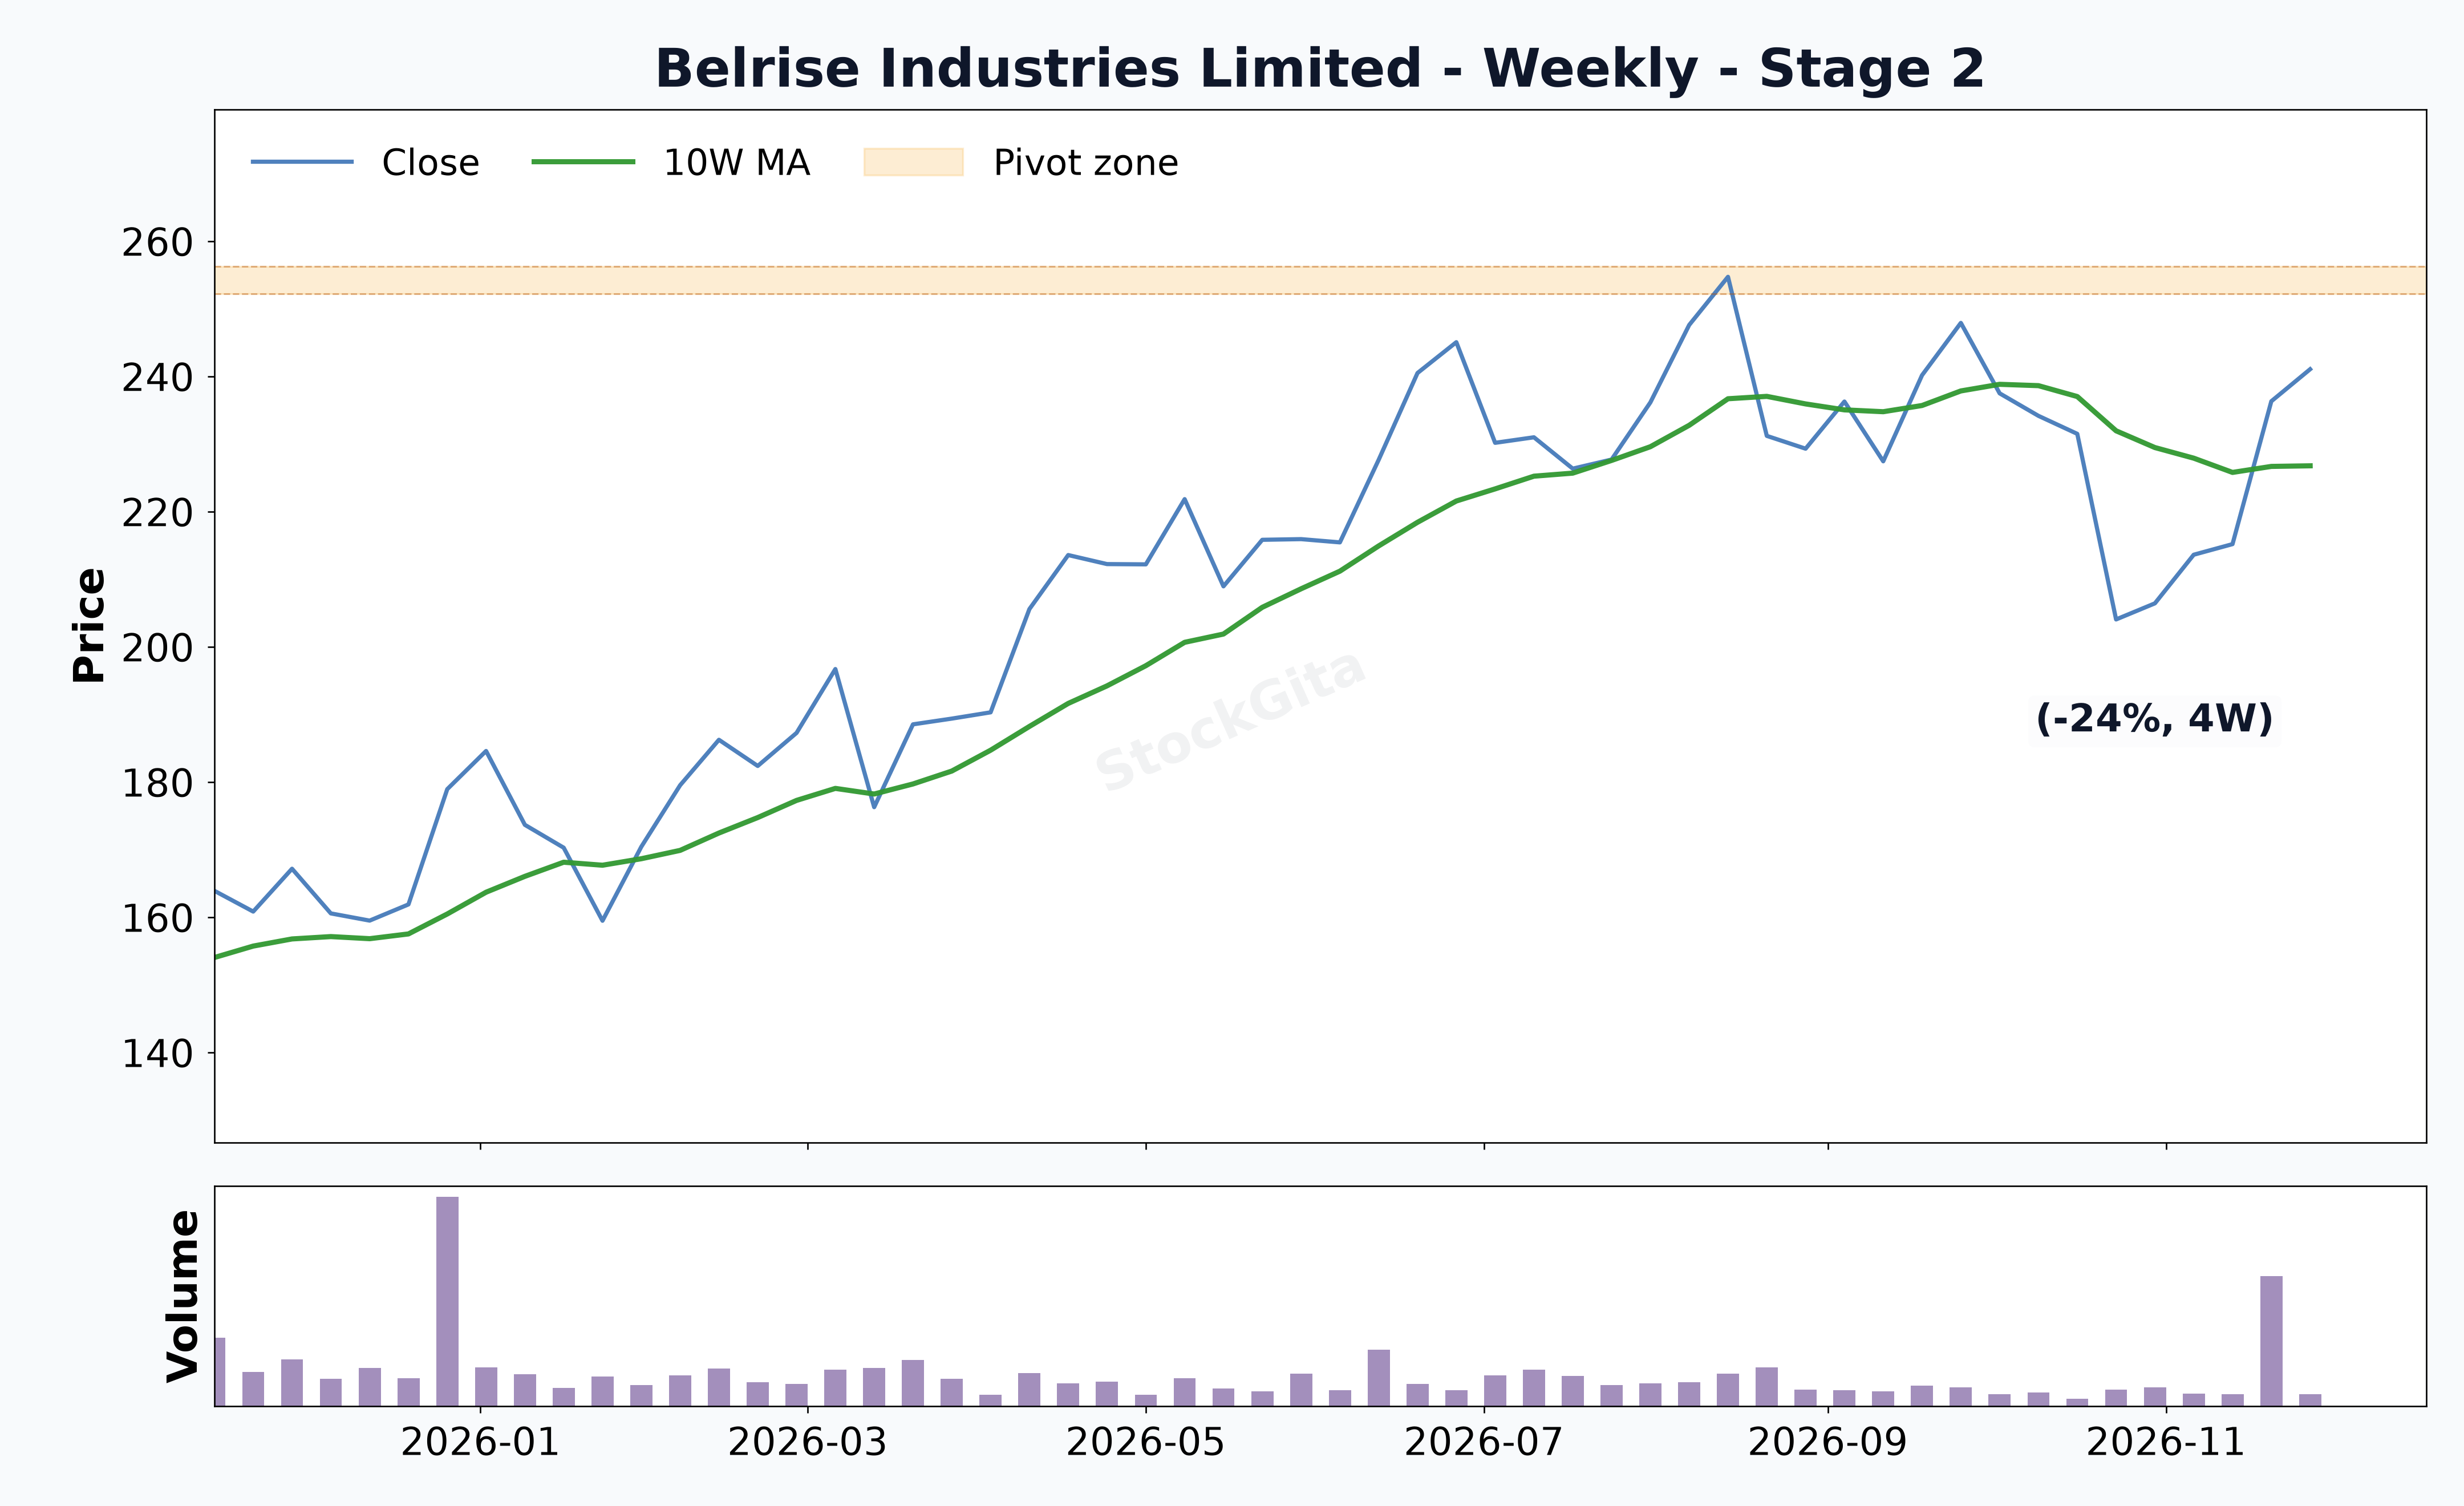 Belrise Industries Limited - Weekly - Stage 2
Close 10W MA Pivot zone
260
240
220
200
180
160
140
Price
StockGita
(-24%, 4W)
Volume
2026-01 2026-03 2026-05 2026-07 2026-09 2026-11